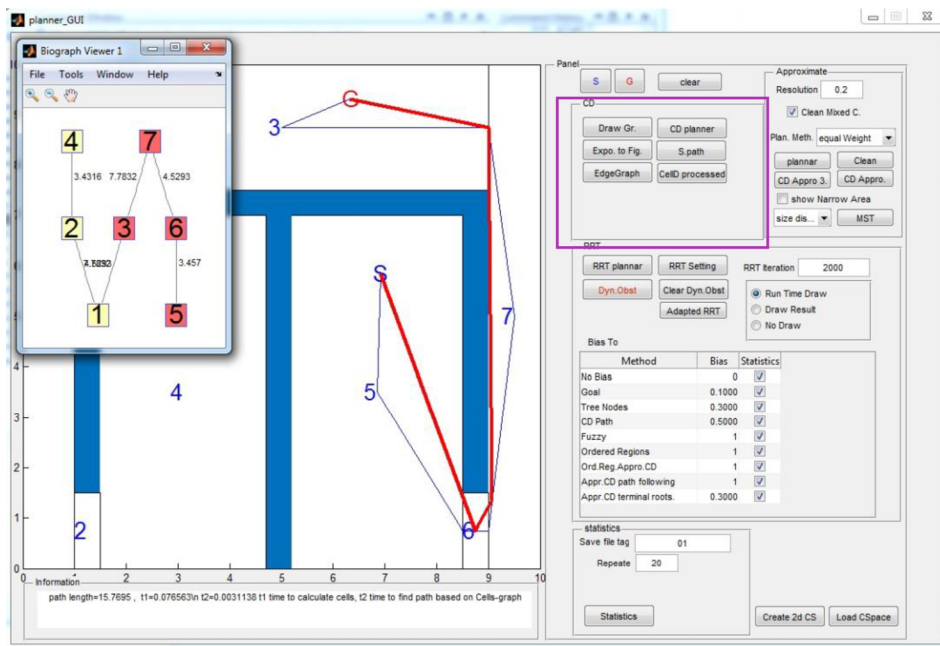 planner_GUI
Biograph Viewer 1
File Tools Window Help
4
7
3.4316 7.7832 4.5293
2
3
6
3.457
1
5
G
3
S
7
5
4
6
2
4
3
2
1
0
0 1 2 3 4 5 6 7 8 9 10
Information
path length=15.7695 , t1=0.076563\n t2=0.0031138 t1 time to calculate cells, t2 time to find path based on Cells-graph
Panel
S G clear
CD
Draw Gr. CD planner
Expo. to Fig. S.path
EdgeGraph CellD processed
Approximate
Resolution 0.2
Clean Mixed C.
Plan. Meth. equal Weight
plannar Clean
CD Appro 3. CD Appro.
show Narrow Area
size dis... MST
RRT
RRT plannar RRT Setting RRT Iteration 2000
Dyn.Obst Clear Dyn.Obst
Adapted RRT
Run Time Draw
Draw Result
No Draw
Bias To
Method Bias Statistics
No Bias 0
Goal 0.1000
Tree Nodes 0.3000
CD Path 0.5000
Fuzzy 1
Ordered Regions 1
Ord.Reg.Appro.CD 1
Appr.CD path following 1
Appr.CD terminal roots. 0.3000
statistics
Save file tag 01
Repeate 20
Statistics
Create 2d CS Load CSpace